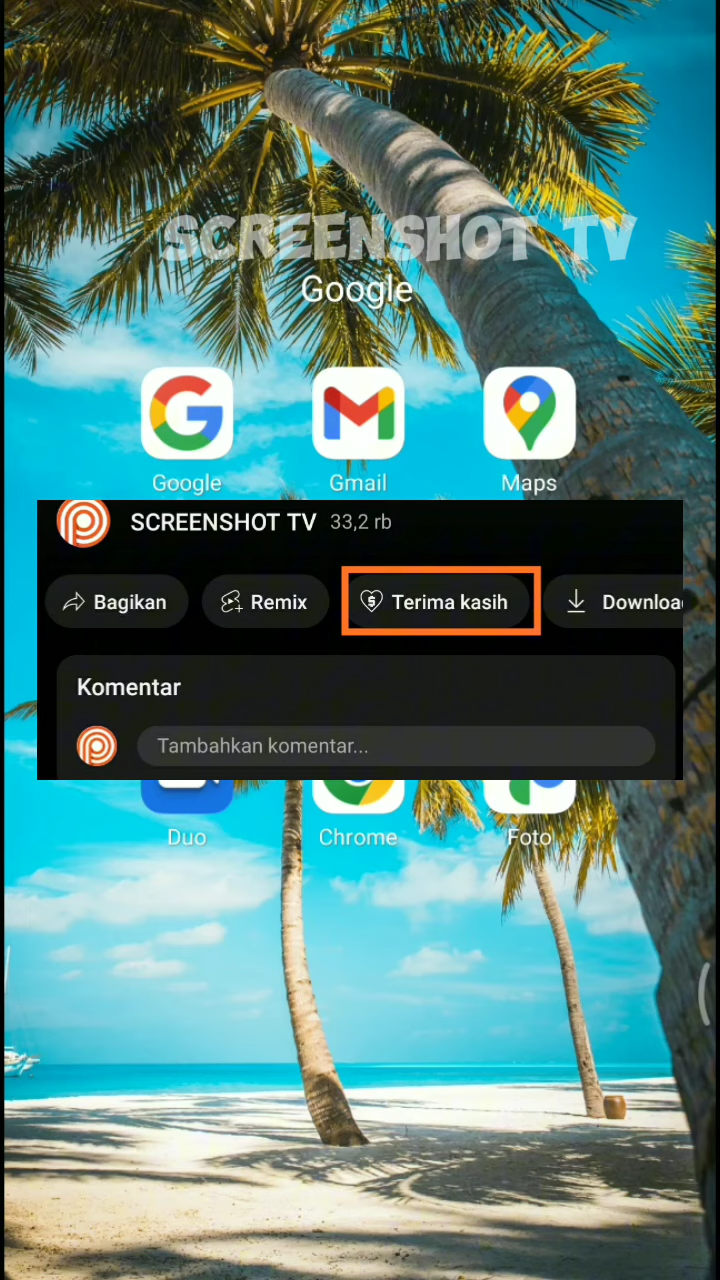 SCREENSHOT TV
Google
Google Gmail Maps
SCREENSHOT TV 33,2 rb
Bagikan Remix Terima kasih Downloa
Komentar
Tambahkan komentar...
Duo Chrome Foto